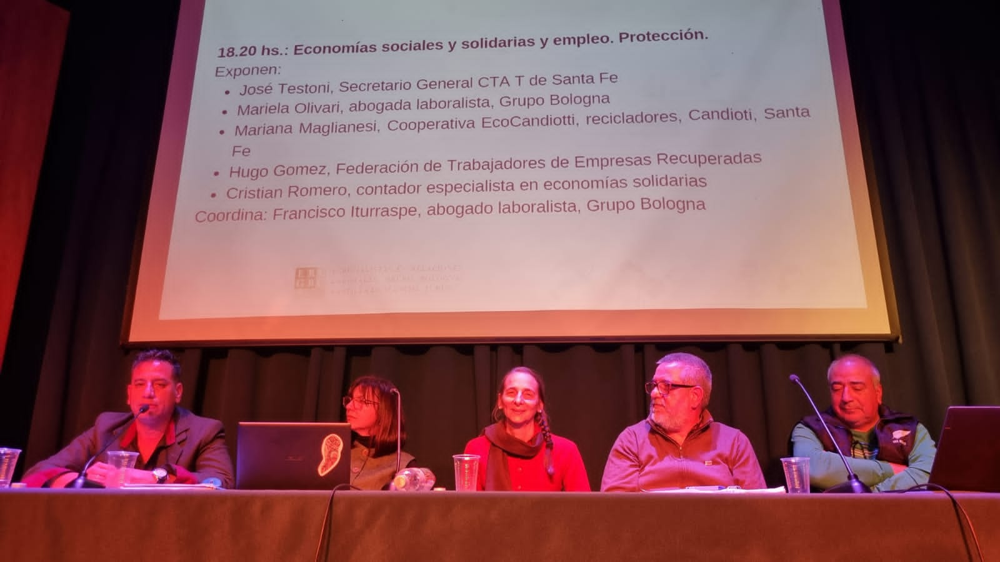 18.20 hs.: Economías sociales y solidarias y empleo. Protección.
Exponen:
• José Testoni, Secretario General CTA T de Santa Fe
• Mariela Olivari, abogada laboralista, Grupo Bologna
• Mariana Maglianesi, Cooperativa EcoCandiotti, recicladores, Candioti, Santa
Fe
• Hugo Gomez, Federación de Trabajadores de Empresas Recuperadas
• Cristian Romero, contador especialista en economías solidarias
Coordina: Francisco Iturraspe, abogado laboralista, Grupo Bologna